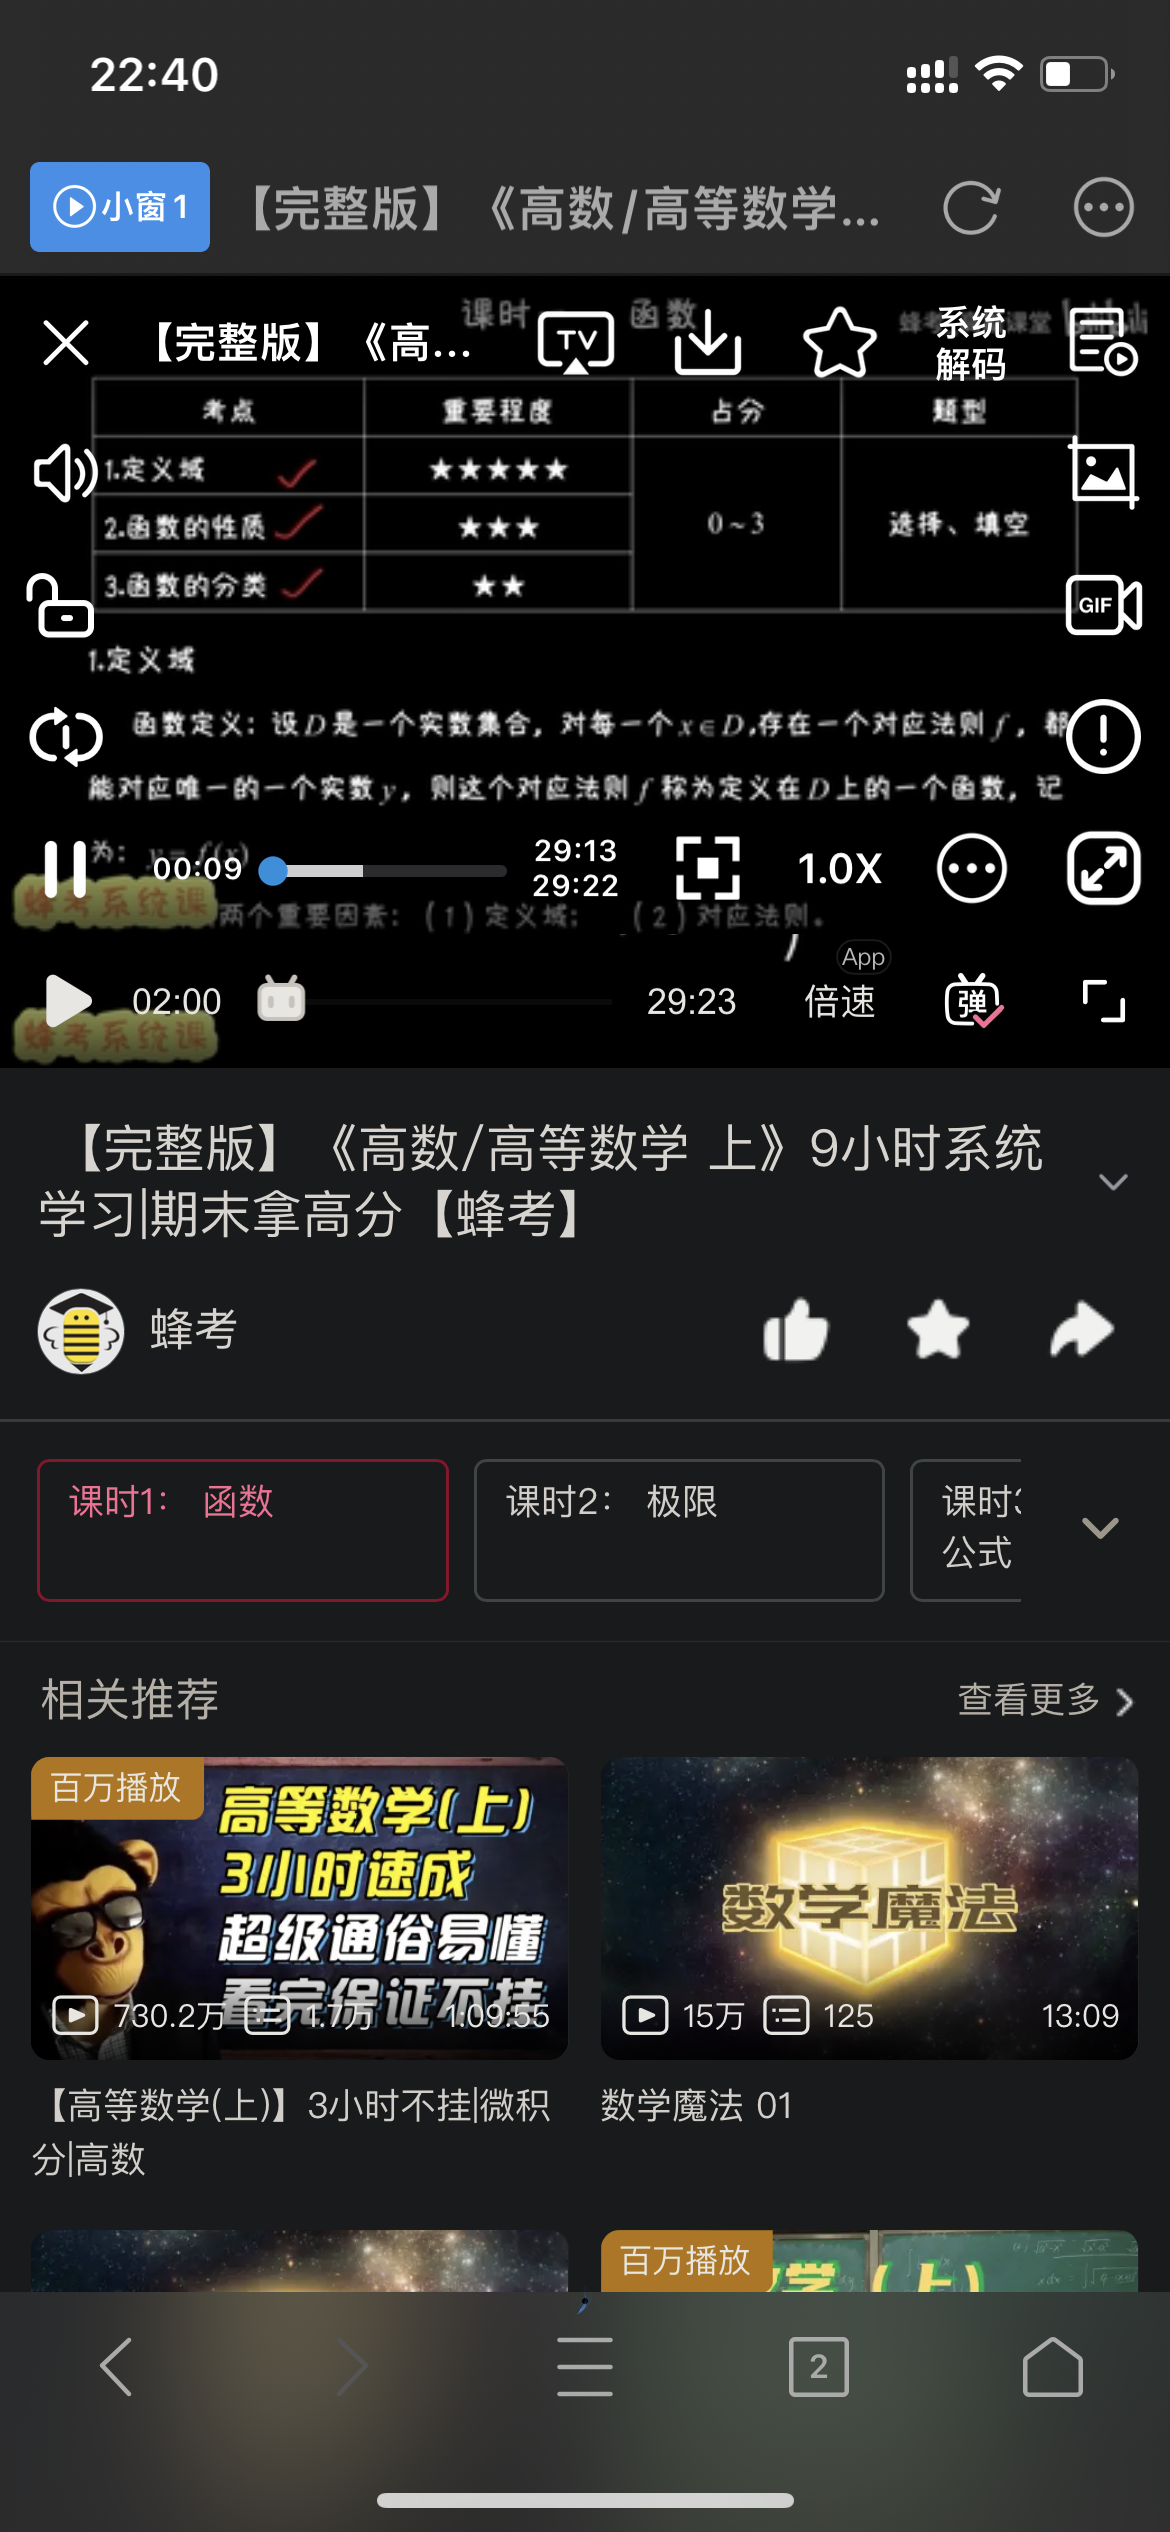 22:40
小窗1
【完整版】《高数/高等数学...
课时
函数
【完整版】《高...
TV
系统
解码
课堂
bilibili
考点
重要程度
占分
题型
1.定义域
★★★★★
2.函数的性质
★★★
0~3
选择、填空
3.函数的分类
★★
GIF
1.定义域
函数定义：设D是一个实数集合，对每一个x∈D,存在一个对应法则f，都
能对应唯一的一个实数y，则这个对应法则f称为定义在D上的一个函数，记
为：y=f(x)
00:09
29:13
29:22
1.0X
蜂考系统课
两个重要因素：(1)定义域；(2)对应法则。
App
02:00
29:23
倍速
弹
蜂考系统课
【完整版】《高数/高等数学 上》9小时系统
学习|期末拿高分【蜂考】
蜂考
课时1： 函数
课时2： 极限
课时3
公式
相关推荐
查看更多
百万播放
高等数学(上)
3小时速成
超级通俗易懂
看完保证不挂
730.2万
1.7万
1:09:55
数学魔法
15万
125
13:09
【高等数学(上)】3小时不挂|微积
分|高数
数学魔法 01
百万播放
学(上)
2